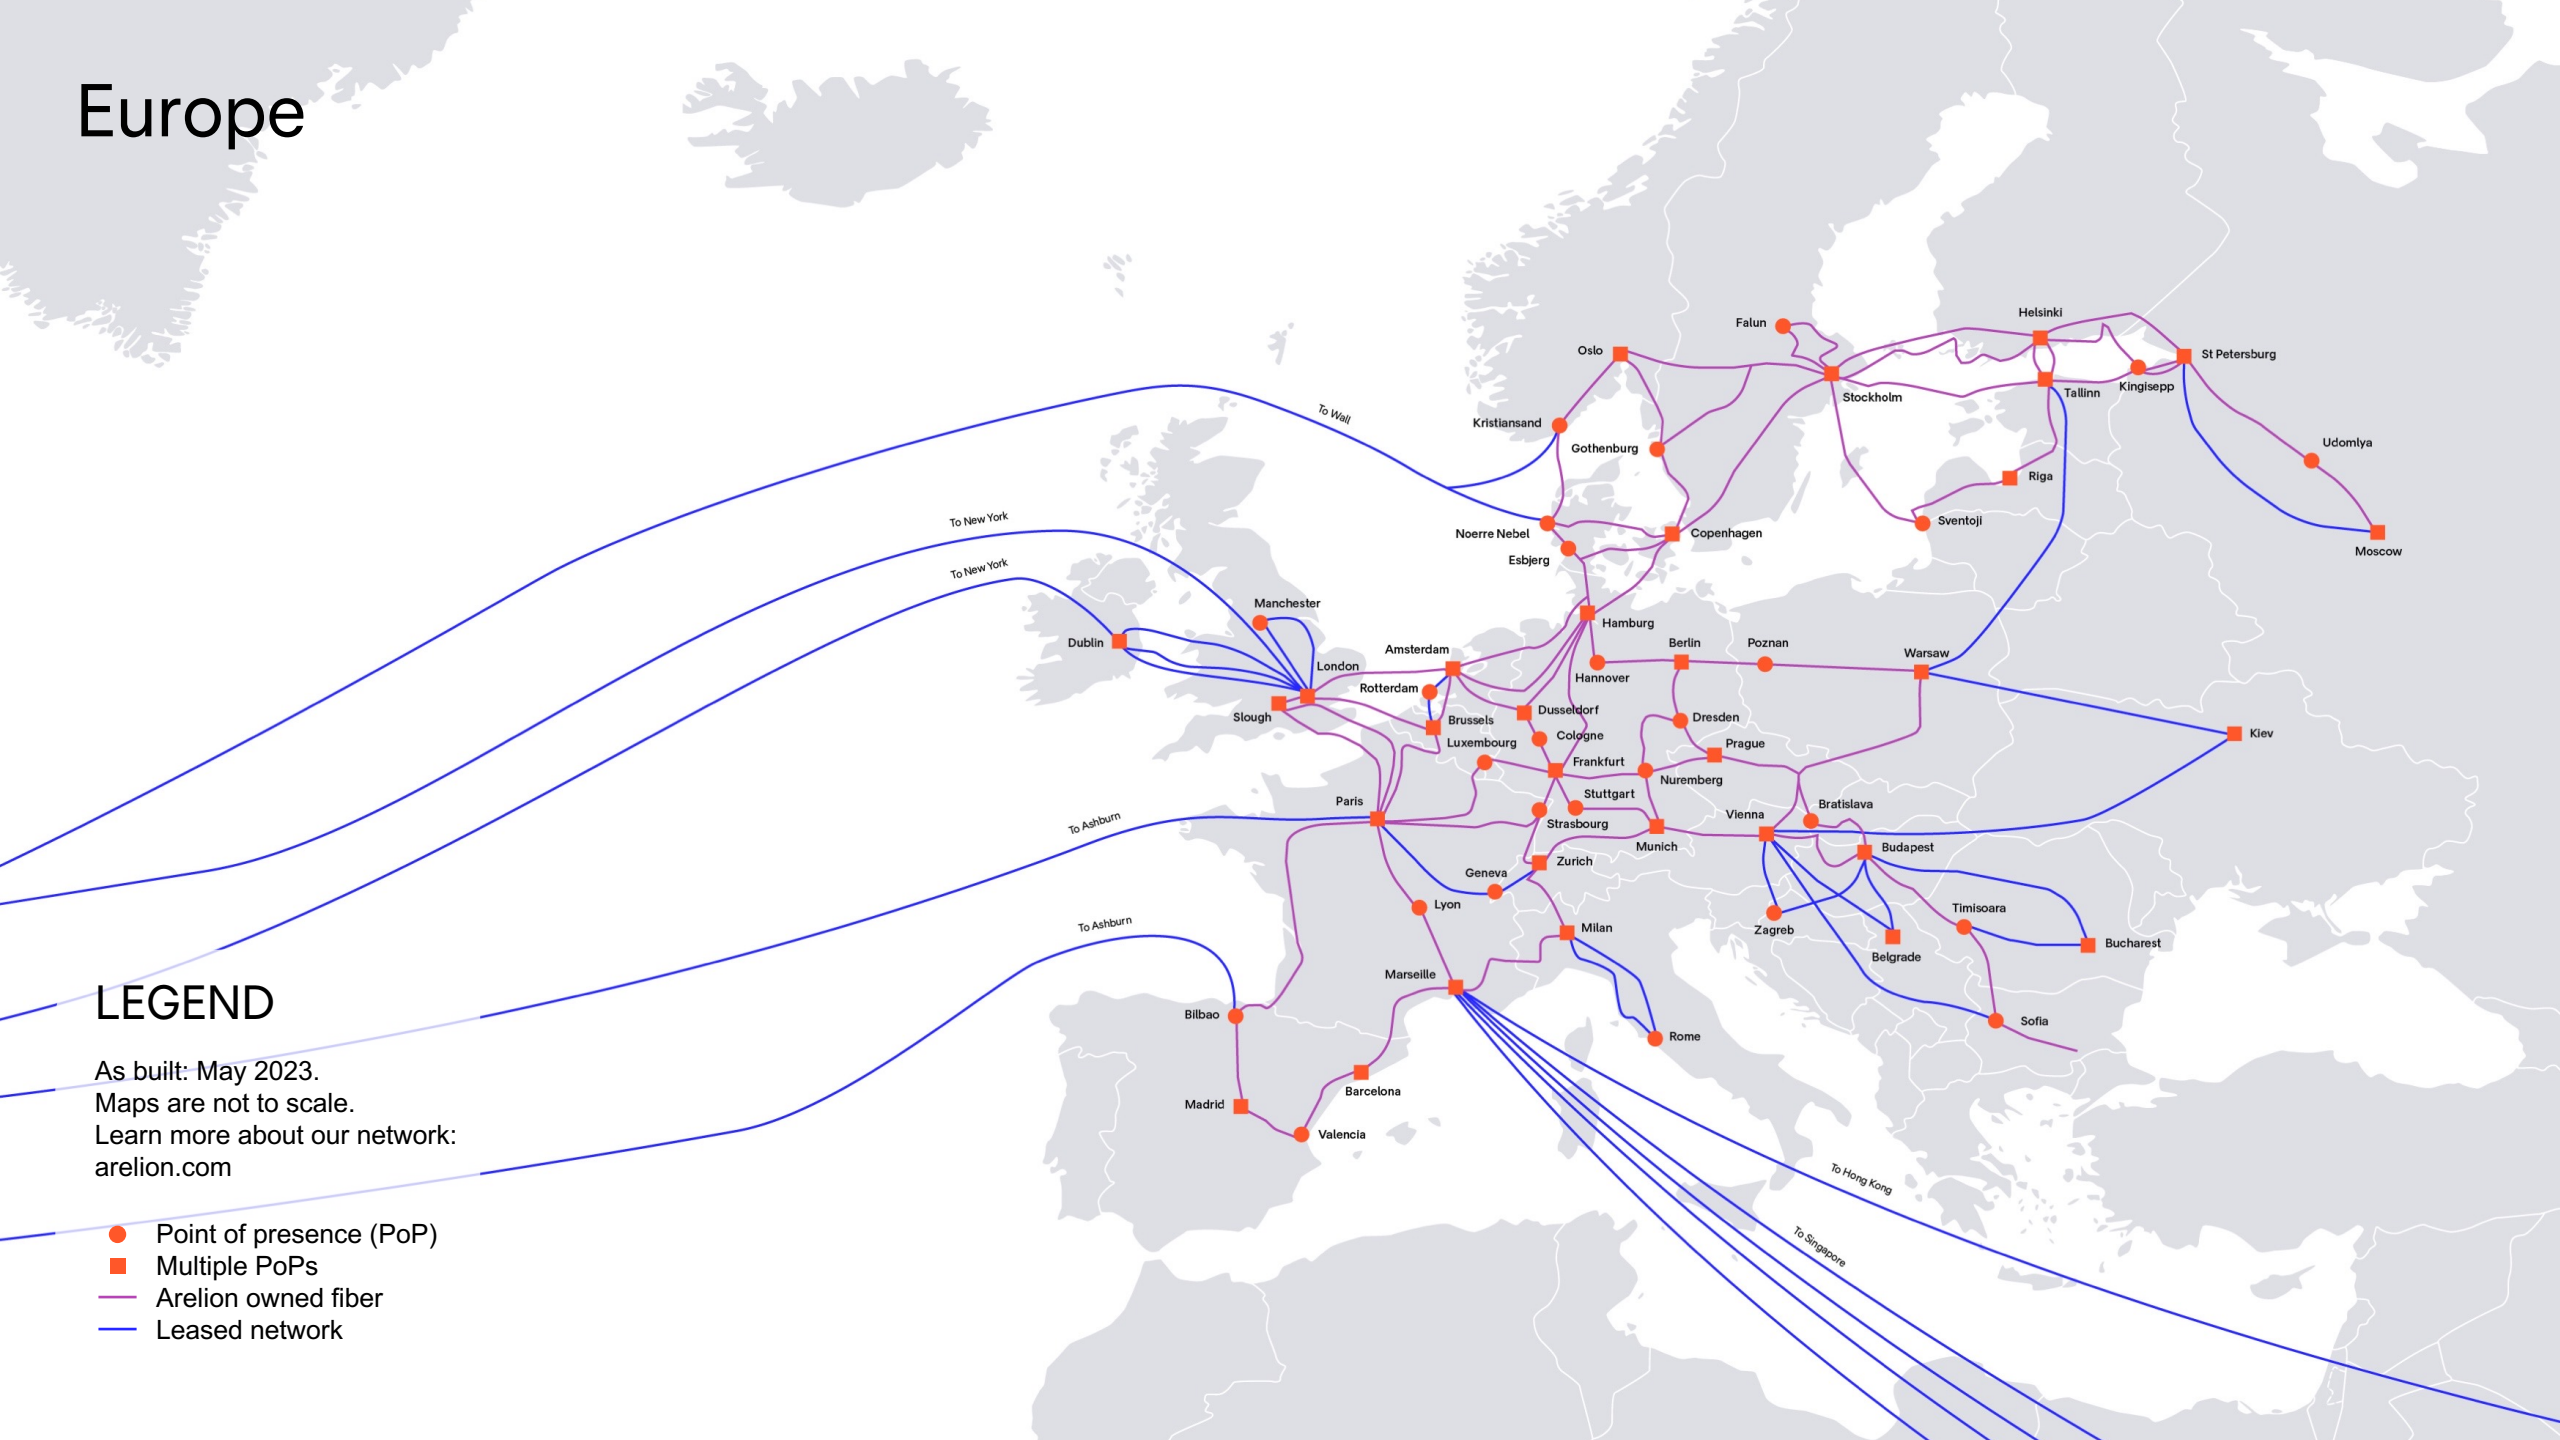 Europe
Helsinki
Falun
Oslo
St Petersburg
Kingisepp
Tallinn
Stockholm
To Wall
Kristiansand
Gothenburg
Udomlya
Riga
To New York
Sventoji
Noerre Nebel
Copenhagen
Moscow
Esbjerg
To New York
Manchester
Hamburg
Dublin
Amsterdam
Berlin
Poznan
Warsaw
London
Hannover
Rotterdam
Slough
Brussels
Dusseldorf
Dresden
Kiev
Cologne
Luxembourg
Prague
Frankfurt
Nuremberg
Stuttgart
Paris
Bratislava
Vienna
To Ashburn
Strasbourg
Munich
Budapest
Zurich
Geneva
Lyon
Timisoara
To Ashburn
Milan
Zagreb
Bucharest
Belgrade
Marseille
Bilbao
Sofia
Rome
Barcelona
Madrid
Valencia
To Hong Kong
To Singapore
LEGEND
As built: May 2023.
Maps are not to scale.
Learn more about our network:
arelion.com
Point of presence (PoP)
Multiple PoPs
Arelion owned fiber
Leased network